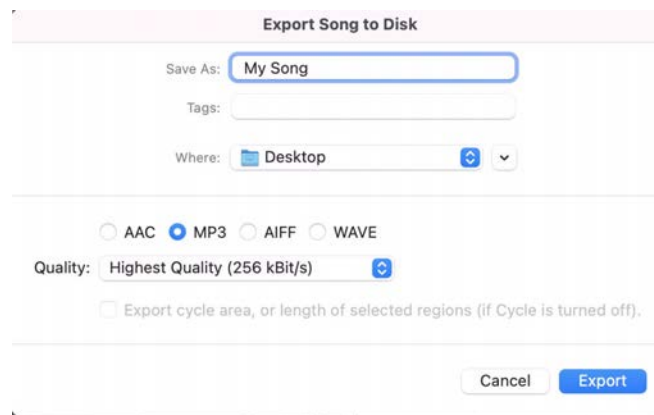 Export Song to Disk
Save As: My Song
Tags:
Where: Desktop
AAC MP3 AIFF WAVE
Quality: Highest Quality (256 kBit/s)
Export cycle area, or length of selected regions (if Cycle is turned off).
Cancel Export